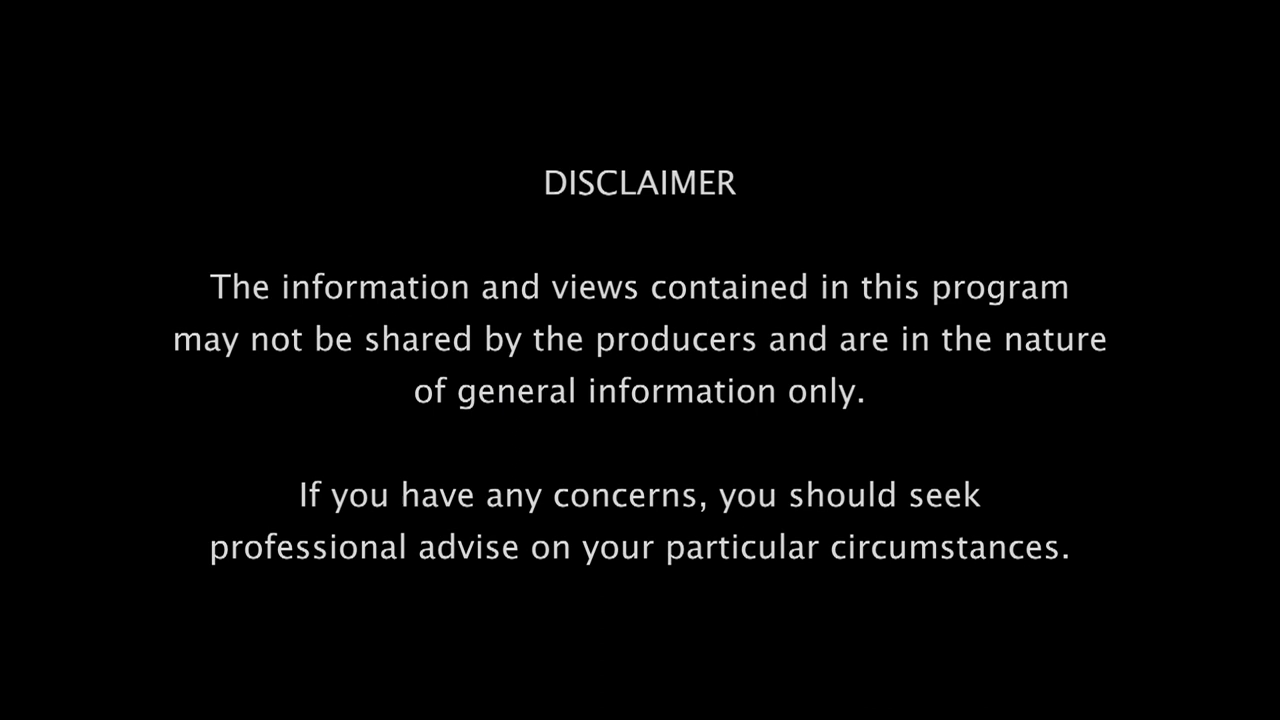 DISCLAIMER
The information and views contained in this program
may not be shared by the producers and are in the nature
of general information only.
If you have any concerns, you should seek
professional advise on your particular circumstances.